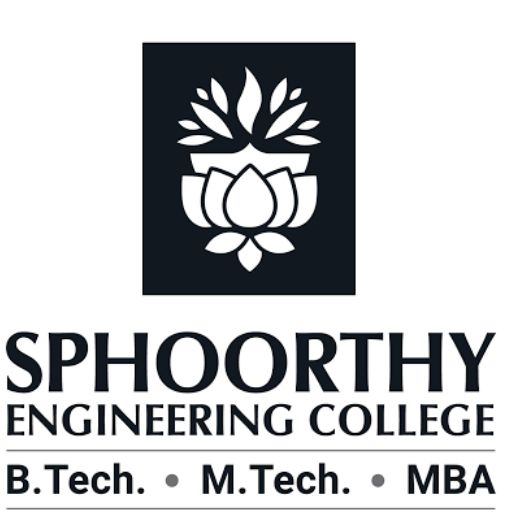 SPHOORTHY
ENGINEERING COLLEGE
B.Tech. • M.Tech. • MBA